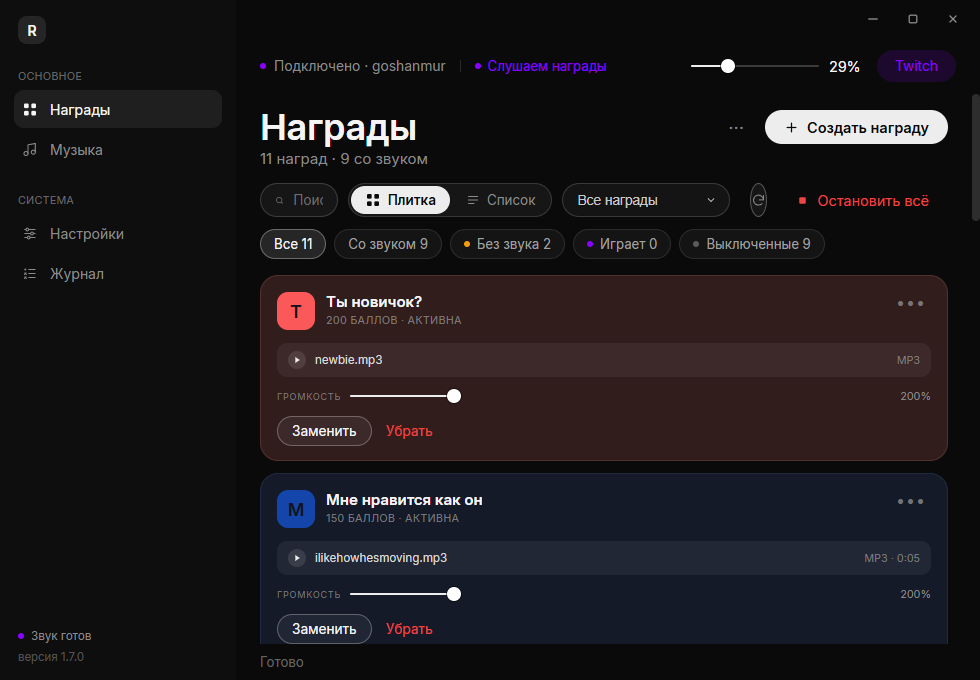 R
ОСНОВНОЕ
Награды
Музыка
СИСТЕМА
Настройки
Журнал
Звук готов
версия 1.7.0
Подключено · goshanmur
Слушаем награды
29%
Twitch
Награды
11 наград · 9 со звуком
...
+ Создать награду
Поис
Плитка
Список
Все награды
Остановить всё
Все 11
Со звуком 9
Без звука 2
Играет 0
Выключенные 9
Т
Ты новичок?
200 БАЛЛОВ · АКТИВНА
newbie.mp3
MP3
ГРОМКОСТЬ
200%
Заменить
Убрать
М
Мне нравится как он
150 БАЛЛОВ · АКТИВНА
ilikehowhesmoving.mp3
MP3 · 0:05
ГРОМКОСТЬ
200%
Заменить
Убрать
Готово